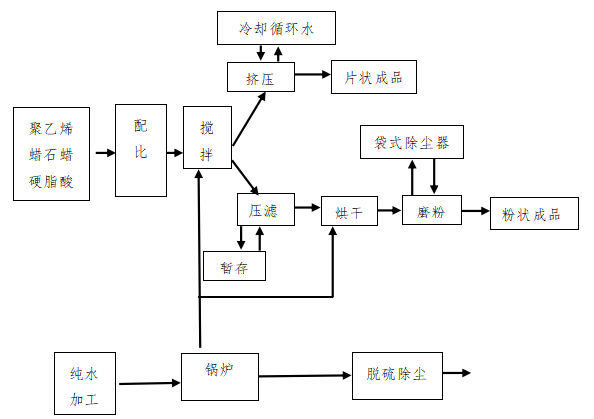 冷却循环水
挤压
片状成品
聚乙烯
蜡石蜡
硬脂酸
配
比
搅
拌
袋式除尘器
压滤
烘干
磨粉
粉状成品
暂存
纯水
加工
锅炉
脱硫除尘